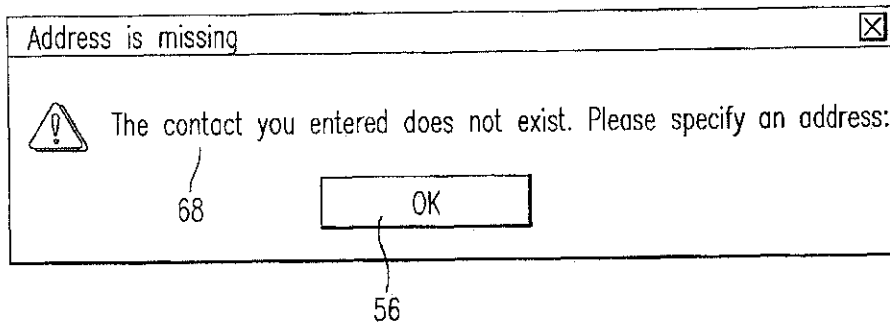 Address is missing
The contact you entered does not exist. Please specify an address:
68
OK
56